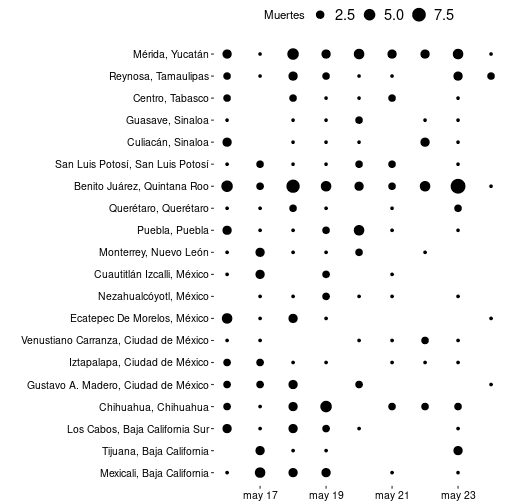 Muertes 2.5 5.0 7.5
Mérida, Yucatán
Reynosa, Tamaulipas
Centro, Tabasco
Guasave, Sinaloa
Culiacán, Sinaloa
San Luis Potosí, San Luis Potosí
Benito Juárez, Quintana Roo
Querétaro, Querétaro
Puebla, Puebla
Monterrey, Nuevo León
Cuautitlán Izcalli, México
Nezahualcóyotl, México
Ecatepec De Morelos, México
Venustiano Carranza, Ciudad de México
Iztapalapa, Ciudad de México
Gustavo A. Madero, Ciudad de México
Chihuahua, Chihuahua
Los Cabos, Baja California Sur
Tijuana, Baja California
Mexicali, Baja California
may 17 may 19 may 21 may 23